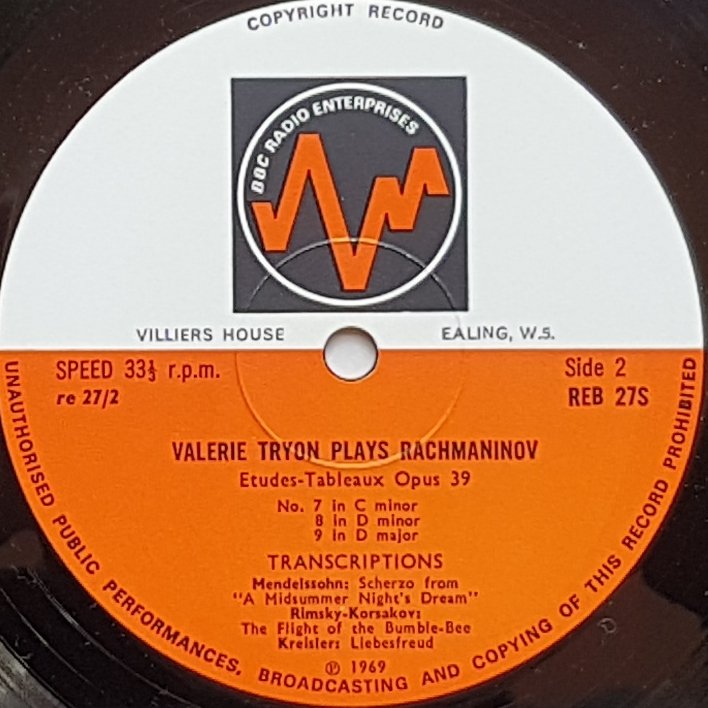 COPYRIGHT RECORD
BBC RADIO ENTERPRISES
VILLIERS HOUSE
EALING, W.5.
SPEED 33⅓ r.p.m.
Side 2
re 27/2
REB 27S
VALERIE TRYON PLAYS RACHMANINOV
Etudes-Tableaux Opus 39
No. 7 in C minor
8 in D minor
9 in D major
TRANSCRIPTIONS
Mendelssohn: Scherzo from
"A Midsummer Night's Dream"
Rimsky-Korsakov:
The Flight of the Bumble-Bee
Kreisler: Liebesfreud
℗ 1969
UNAUTHORISED PUBLIC PERFORMANCES, BROADCASTING AND COPYING OF THIS RECORD PROHIBITED